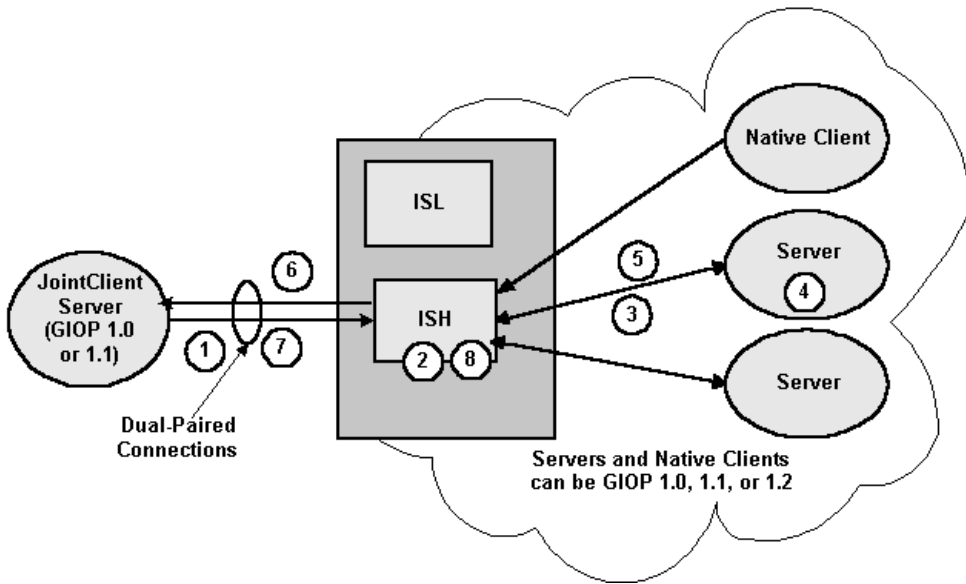 Native Client
ISL
Server
4
5
3
6
JointClient
Server
(GIOP 1.0
or 1.1)
ISH
1
7
2
8
Server
Dual-Paired
Connections
Servers and Native Clients
can be GIOP 1.0, 1.1, or 1.2